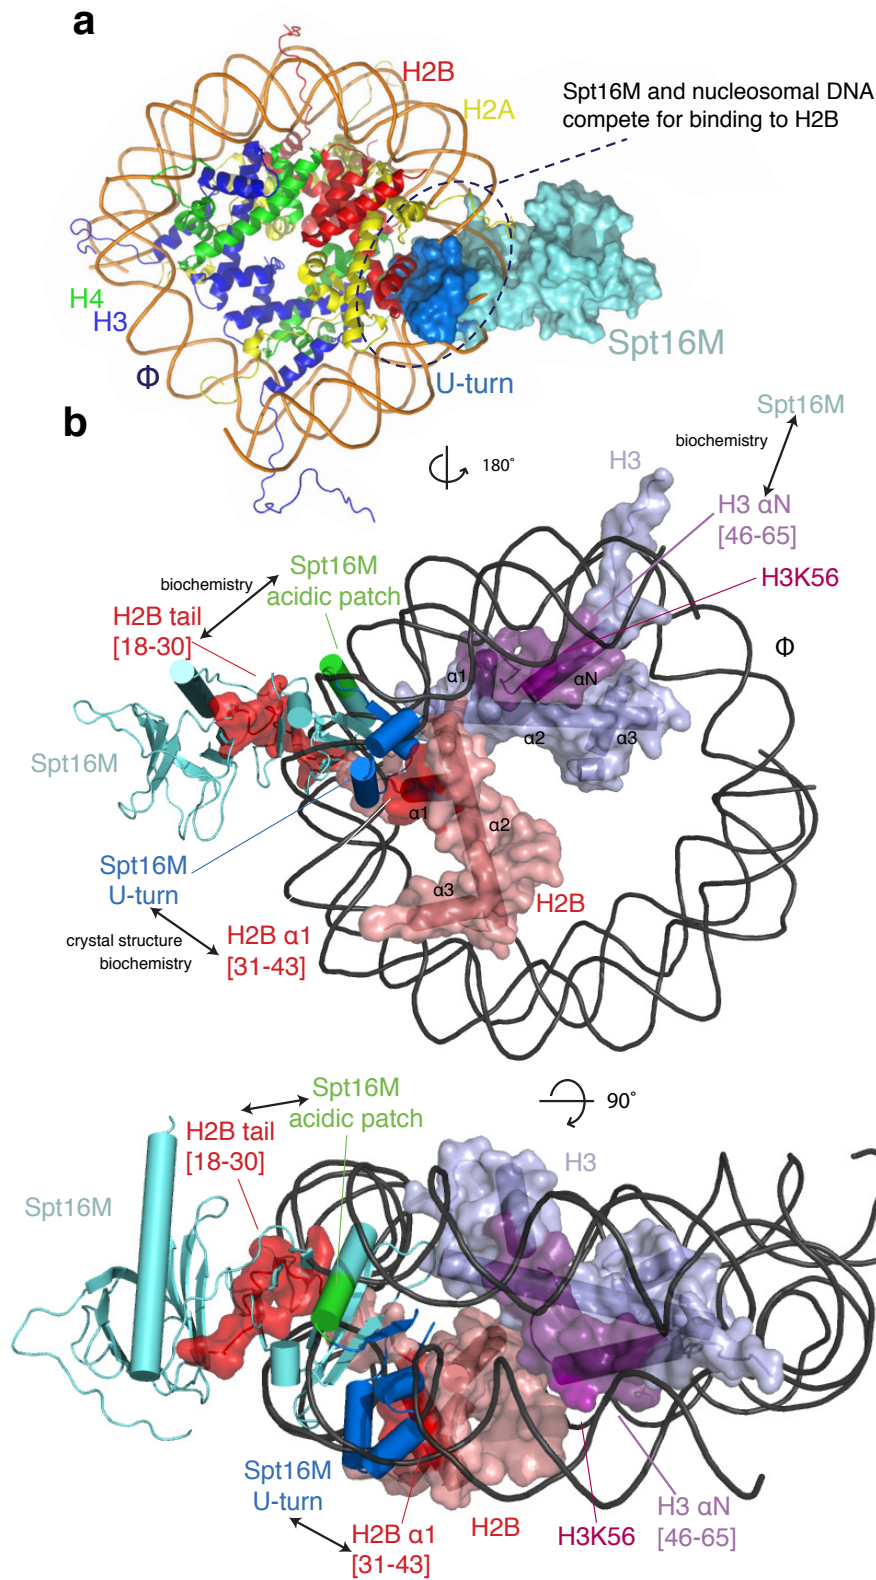 a
H2B
H2A
Spt16M and nucleosomal DNA
compete for binding to H2B
H4
H3
Φ
U-turn
Spt16M
b
180°
Spt16M
biochemistry
H3
H3 αN
[46-65]
H3K56
Spt16M
acidic patch
biochemistry
H2B tail
[18-30]
Φ
α1
αN
α2
α3
Spt16M
α1
α2
α3
H2B
Spt16M
U-turn
crystal structure
biochemistry
H2B α1
[31-43]
90°
Spt16M
acidic patch
H2B tail
[18-30]
H3
Spt16M
Spt16M
U-turn
H2B α1
[31-43]
H2B
H3K56
H3 αN
[46-65]